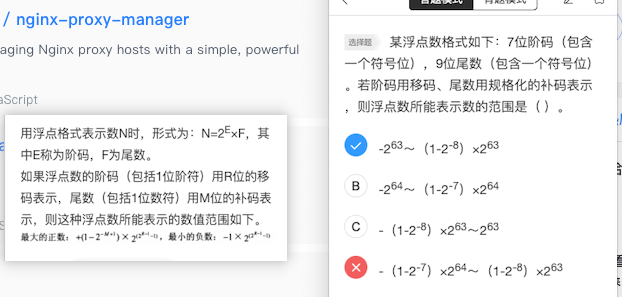 / nginx-proxy-manager
aging Nginx proxy hosts with a simple, powerful
aScript
用浮点格式表示数N时，形式为：N=2^E×F，其
中E称为阶码，F为尾数。
如果浮点数的阶码（包括1位阶符）用R位的移
码表示，尾数（包括1位数符）用M位的补码表
示，则这种浮点数所能表示的数值范围如下。
最大的正数：+(1−2^{−M+1})×2^{(2^{R−1}−1)}，最小的负数：−1×2^{(2^{R−1}−1)}
选择题 某浮点数格式如下：7位阶码（包含
一个符号位），9位尾数（包含一个符号位）
。若阶码用移码、尾数用规格化的补码表示
，则浮点数所能表示数的范围是（ ）。
-2^63～（1-2^-8）×2^63
B -2^64～（1-2^-7）×2^64
C -（1-2^-8）×2^63～2^63
-（1-2^-7）×2^64～（1-2^-8）×2^63